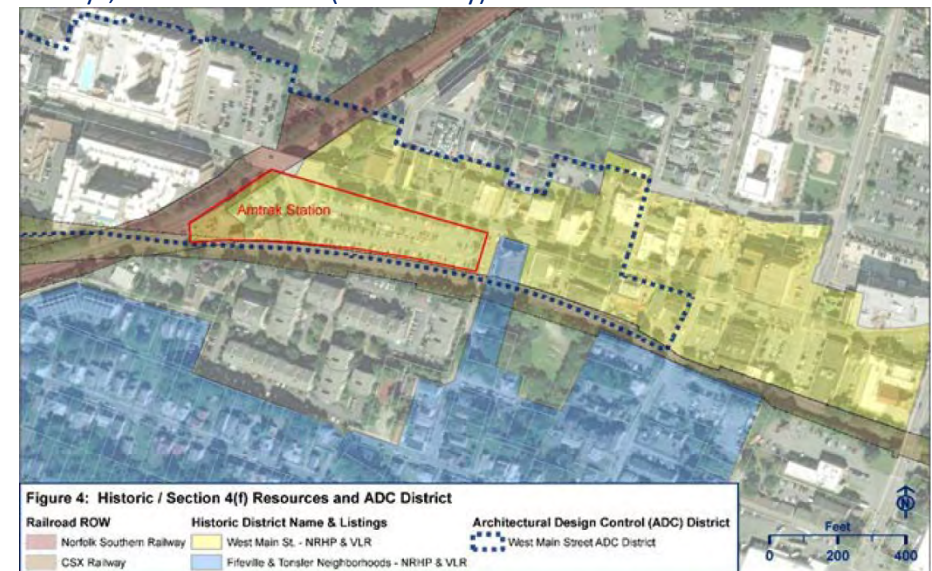 Amtrak Station
Figure 4: Historic / Section 4(f) Resources and ADC District
Railroad ROW
Norfolk Southern Railway
CSX Railway
Historic District Name & Listings
West Main St. - NRHP & VLR
Fifeville & Tonsler Neighborhoods - NRHP & VLR
Architectural Design Control (ADC) District
West Main Street ADC District
N
Feet
0 200 400